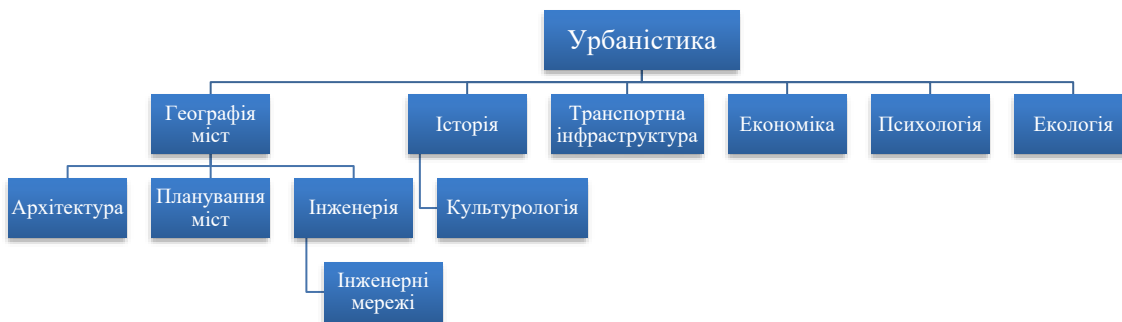 Урбаністика
Географія
міст
Історія
Транспортна
інфраструктура
Економіка
Психологія
Екологія
Архітектура
Планування
міст
Інженерія
Культурологія
Інженерні
мережі